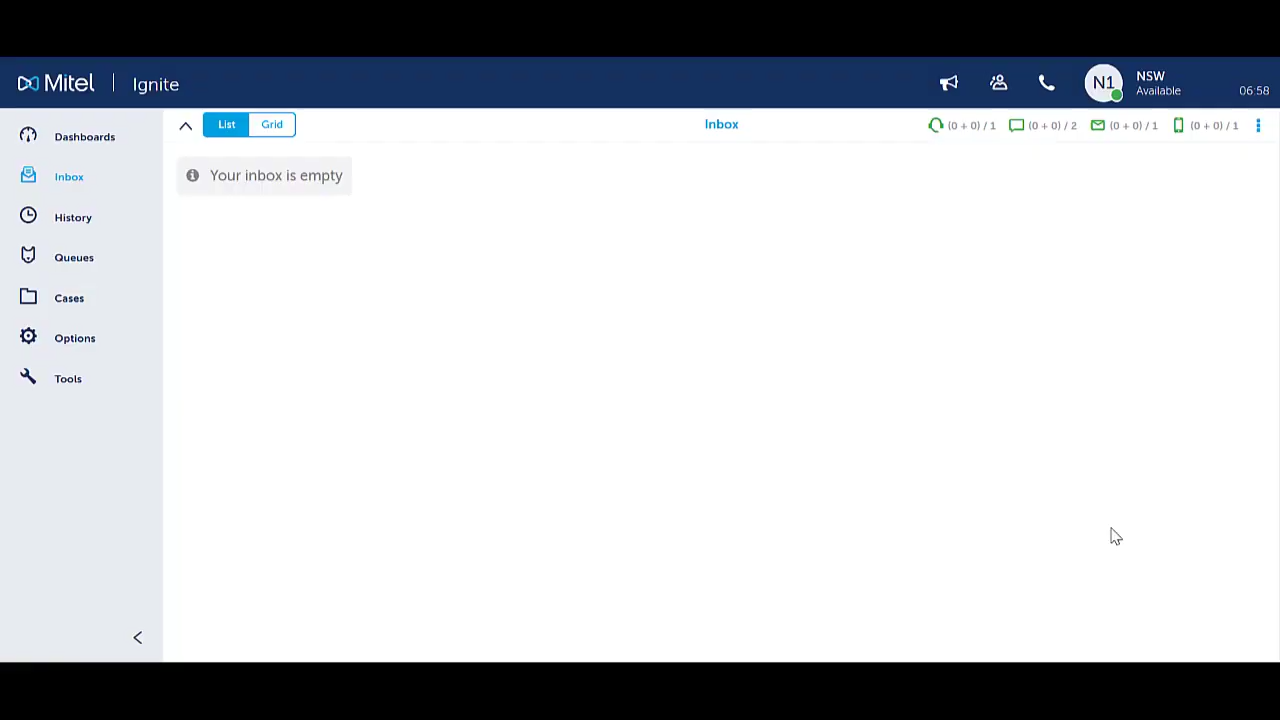 Mitel | Ignite
N1
NSW
Available
06:58
Dashboards
Inbox
History
Queues
Cases
Options
Tools
List
Grid
Inbox
(0 + 0) / 1
(0 + 0) / 2
(0 + 0) / 1
(0 + 0) / 1
Your inbox is empty